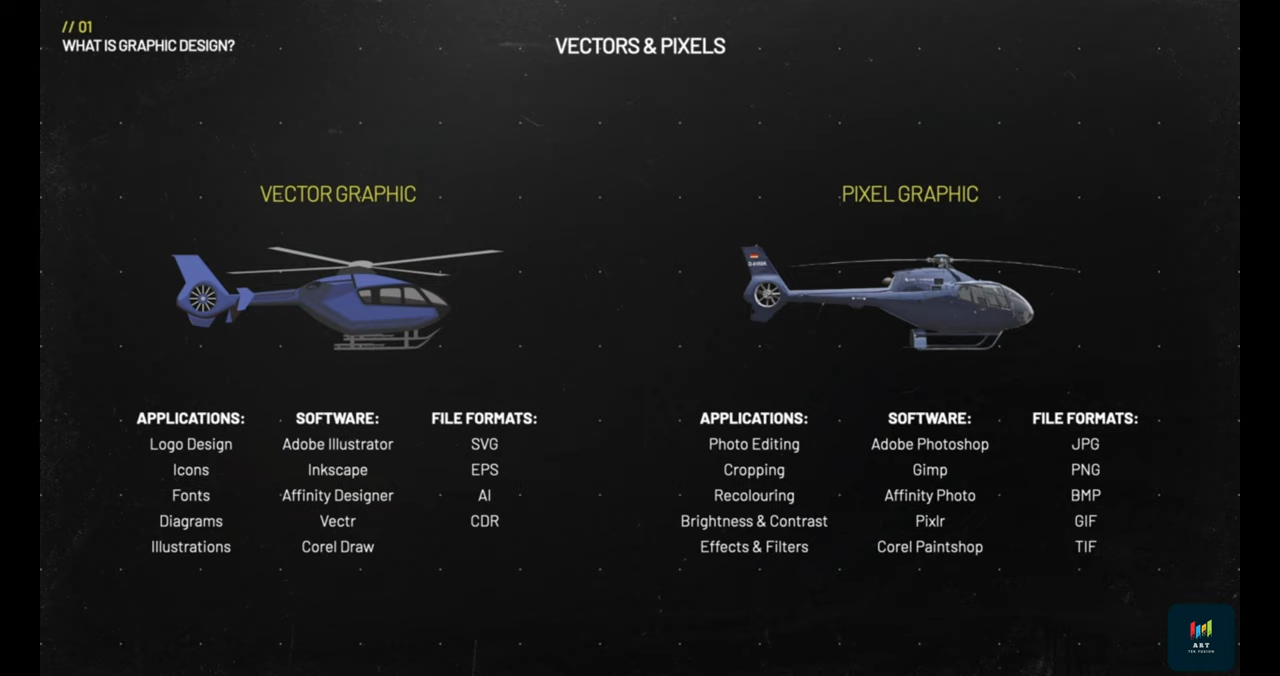 // 01
WHAT IS GRAPHIC DESIGN?
VECTORS & PIXELS
VECTOR GRAPHIC
APPLICATIONS:
Logo Design
Icons
Fonts
Diagrams
Illustrations
SOFTWARE:
Adobe Illustrator
Inkscape
Affinity Designer
Vectr
Corel Draw
FILE FORMATS:
SVG
EPS
AI
CDR
PIXEL GRAPHIC
APPLICATIONS:
Photo Editing
Cropping
Recolouring
Brightness & Contrast
Effects & Filters
SOFTWARE:
Adobe Photoshop
Gimp
Affinity Photo
Pixlr
Corel Paintshop
FILE FORMATS:
JPG
PNG
BMP
GIF
TIF
ART
TEK FUSION